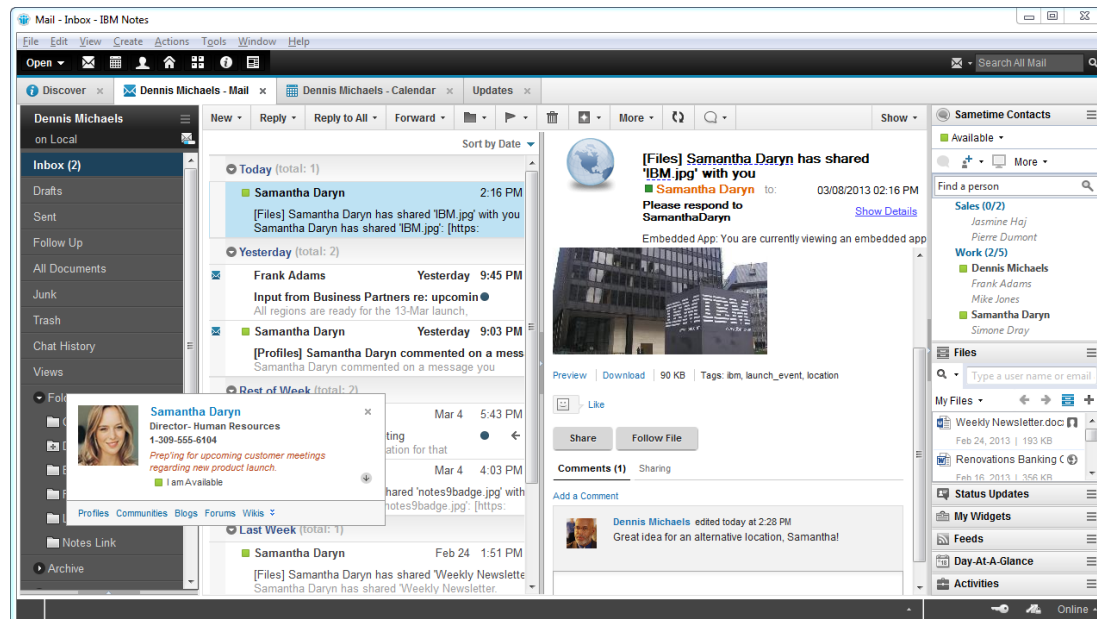 Mail - Inbox - IBM Notes
File Edit View Create Actions Tools Window Help
Open
Search All Mail
Discover
Dennis Michaels - Mail
Dennis Michaels - Calendar
Updates
Dennis Michaels
on Local
Inbox (2)
Drafts
Sent
Follow Up
All Documents
Junk
Trash
Chat History
Views
Notes Link
Archive
New Reply Reply to All Forward More Show
Sort by Date
Today (total: 1)
Samantha Daryn 2:16 PM
[Files] Samantha Daryn has shared 'IBM.jpg' with you
Samantha Daryn has shared 'IBM.jpg': [https:
Yesterday (total: 2)
Frank Adams Yesterday 9:45 PM
Input from Business Partners re: upcomin
All regions are ready for the 13-Mar launch,
Samantha Daryn Yesterday 9:03 PM
[Profiles] Samantha Daryn commented on a mess
Samantha Daryn commented on a message you
Rest of Week (total: 2)
Mar 4 5:43 PM
Mar 4 4:03 PM
hared 'notes9badge.jpg' with
notes9badge.jpg': [https:
Last Week (total: 1)
Samantha Daryn Feb 24 1:51 PM
[Files] Samantha Daryn has shared 'Weekly Newslette
Samantha Daryn has shared 'Weekly Newsletter.
Samantha Daryn
Director- Human Resources
1-309-555-6104
Prep'ing for upcoming customer meetings
regarding new product launch.
I am Available
Profiles Communities Blogs Forums Wikis
[Files] Samantha Daryn has shared
'IBM.jpg' with you
Samantha Daryn to: 03/08/2013 02:16 PM
Please respond to
SamanthaDaryn
Show Details
Embedded App: You are currently viewing an embedded app
IBM IBM
Preview Download 90 KB Tags: ibm, launch_event, location
Like
Share Follow File
Comments (1) Sharing
Add a Comment
Dennis Michaels edited today at 2:28 PM
Great idea for an alternative location, Samantha!
Sametime Contacts
Available
More
Find a person
Sales (0/2)
Jasmine Haj
Pierre Dumont
Work (2/5)
Dennis Michaels
Frank Adams
Mike Jones
Samantha Daryn
Simone Dray
Files
Type a user name or email
My Files
Weekly Newsletter.doc
Feb 24, 2013 | 193 KB
Renovations Banking C
Feb 16, 2013 | 356 KB
Status Updates
My Widgets
Feeds
Day-At-A-Glance
Activities
Online